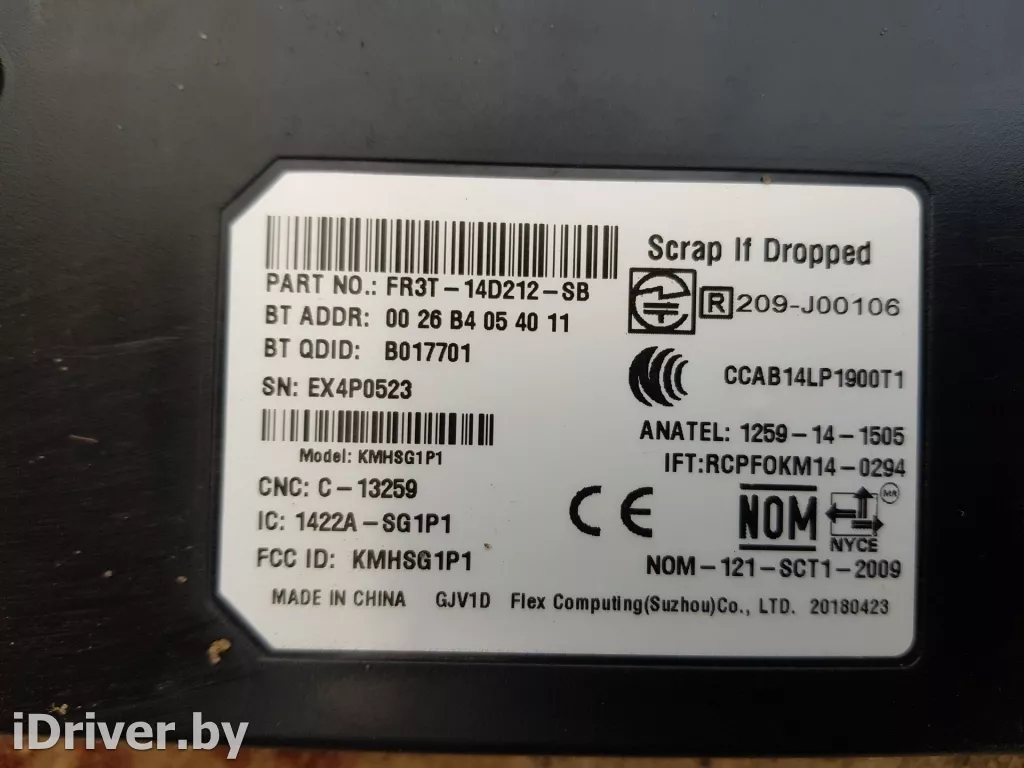 Scrap If Dropped
PART NO.: FR3T-14D212-SB
R 209-J00106
BT ADDR: 00 26 B4 05 40 11
BT QDID: B017701
CCAB14LP1900T1
SN: EX4P0523
ANATEL: 1259-14-1505
Model: KMHSG1P1
IFT:RCPFOKM14-0294
CNC: C-13259
CE
NOM
MR
NYCE
IC: 1422A-SG1P1
FCC ID: KMHSG1P1
NOM-121-SCT1-2009
MADE IN CHINA GJV1D Flex Computing(Suzhou)Co., LTD. 20180423
iDriver.by